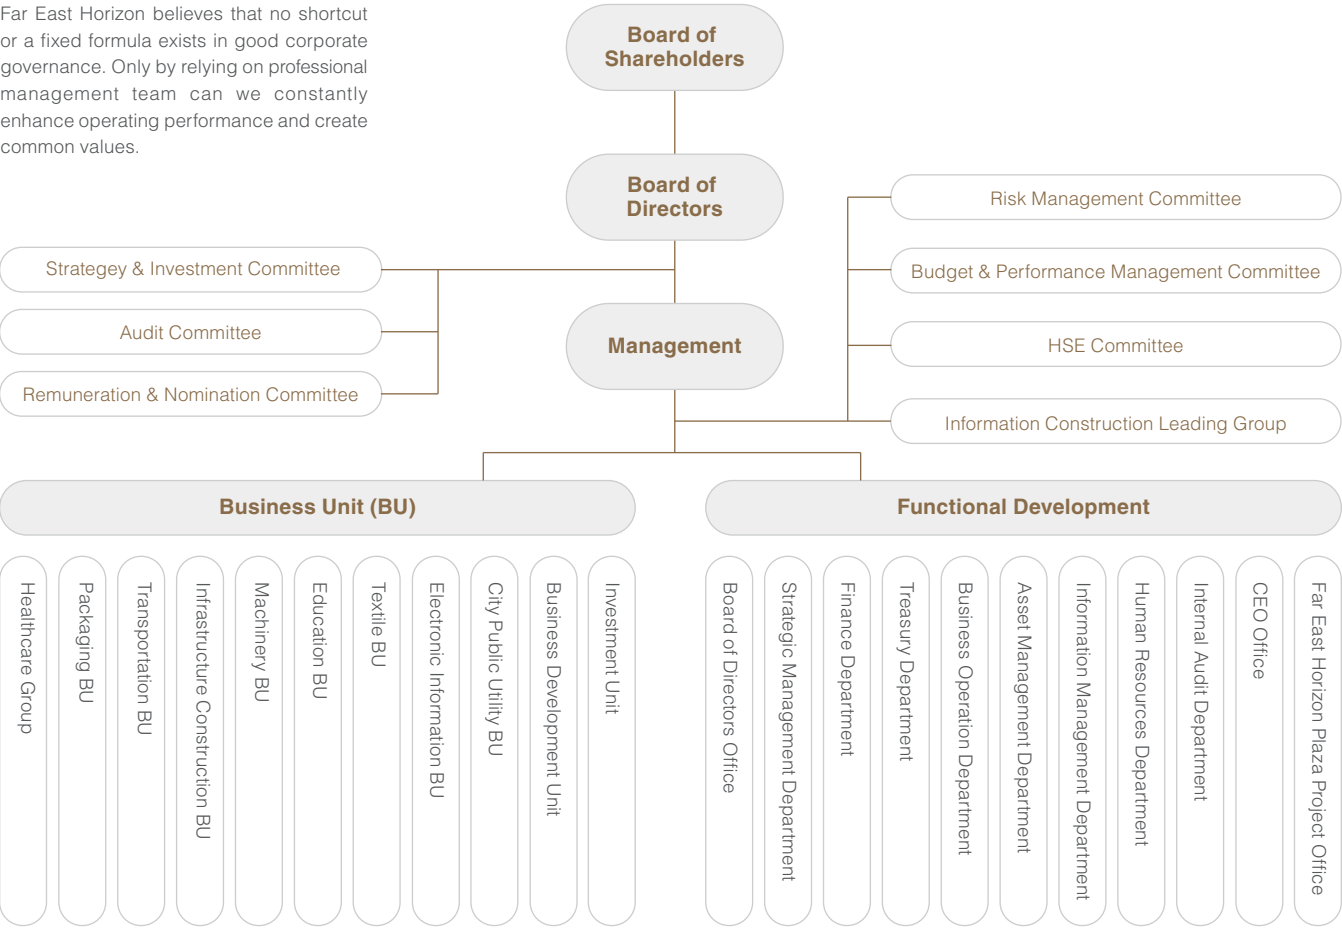 Far East Horizon believes that no shortcut
or a fixed formula exists in good corporate
governance. Only by relying on professional
management team can we constantly
enhance operating performance and create
common values.
Board of
Shareholders
Board of
Directors
Risk Management Committee
Strategey & Investment Committee
Budget & Performance Management Committee
Audit Committee
Management
HSE Committee
Remuneration & Nomination Committee
Information Construction Leading Group
Business Unit (BU)
Functional Development
Healthcare Group
Packaging BU
Transportation BU
Infrastructure Construction BU
Machinery BU
Education BU
Textile BU
Electronic Information BU
City Public Utility BU
Business Development Unit
Investment Unit
Board of Directors Office
Strategic Management Department
Finance Department
Treasury Department
Business Operation Department
Asset Management Department
Information Management Department
Human Resources Department
Internal Audit Department
CEO Office
Far East Horizon Plaza Project Office